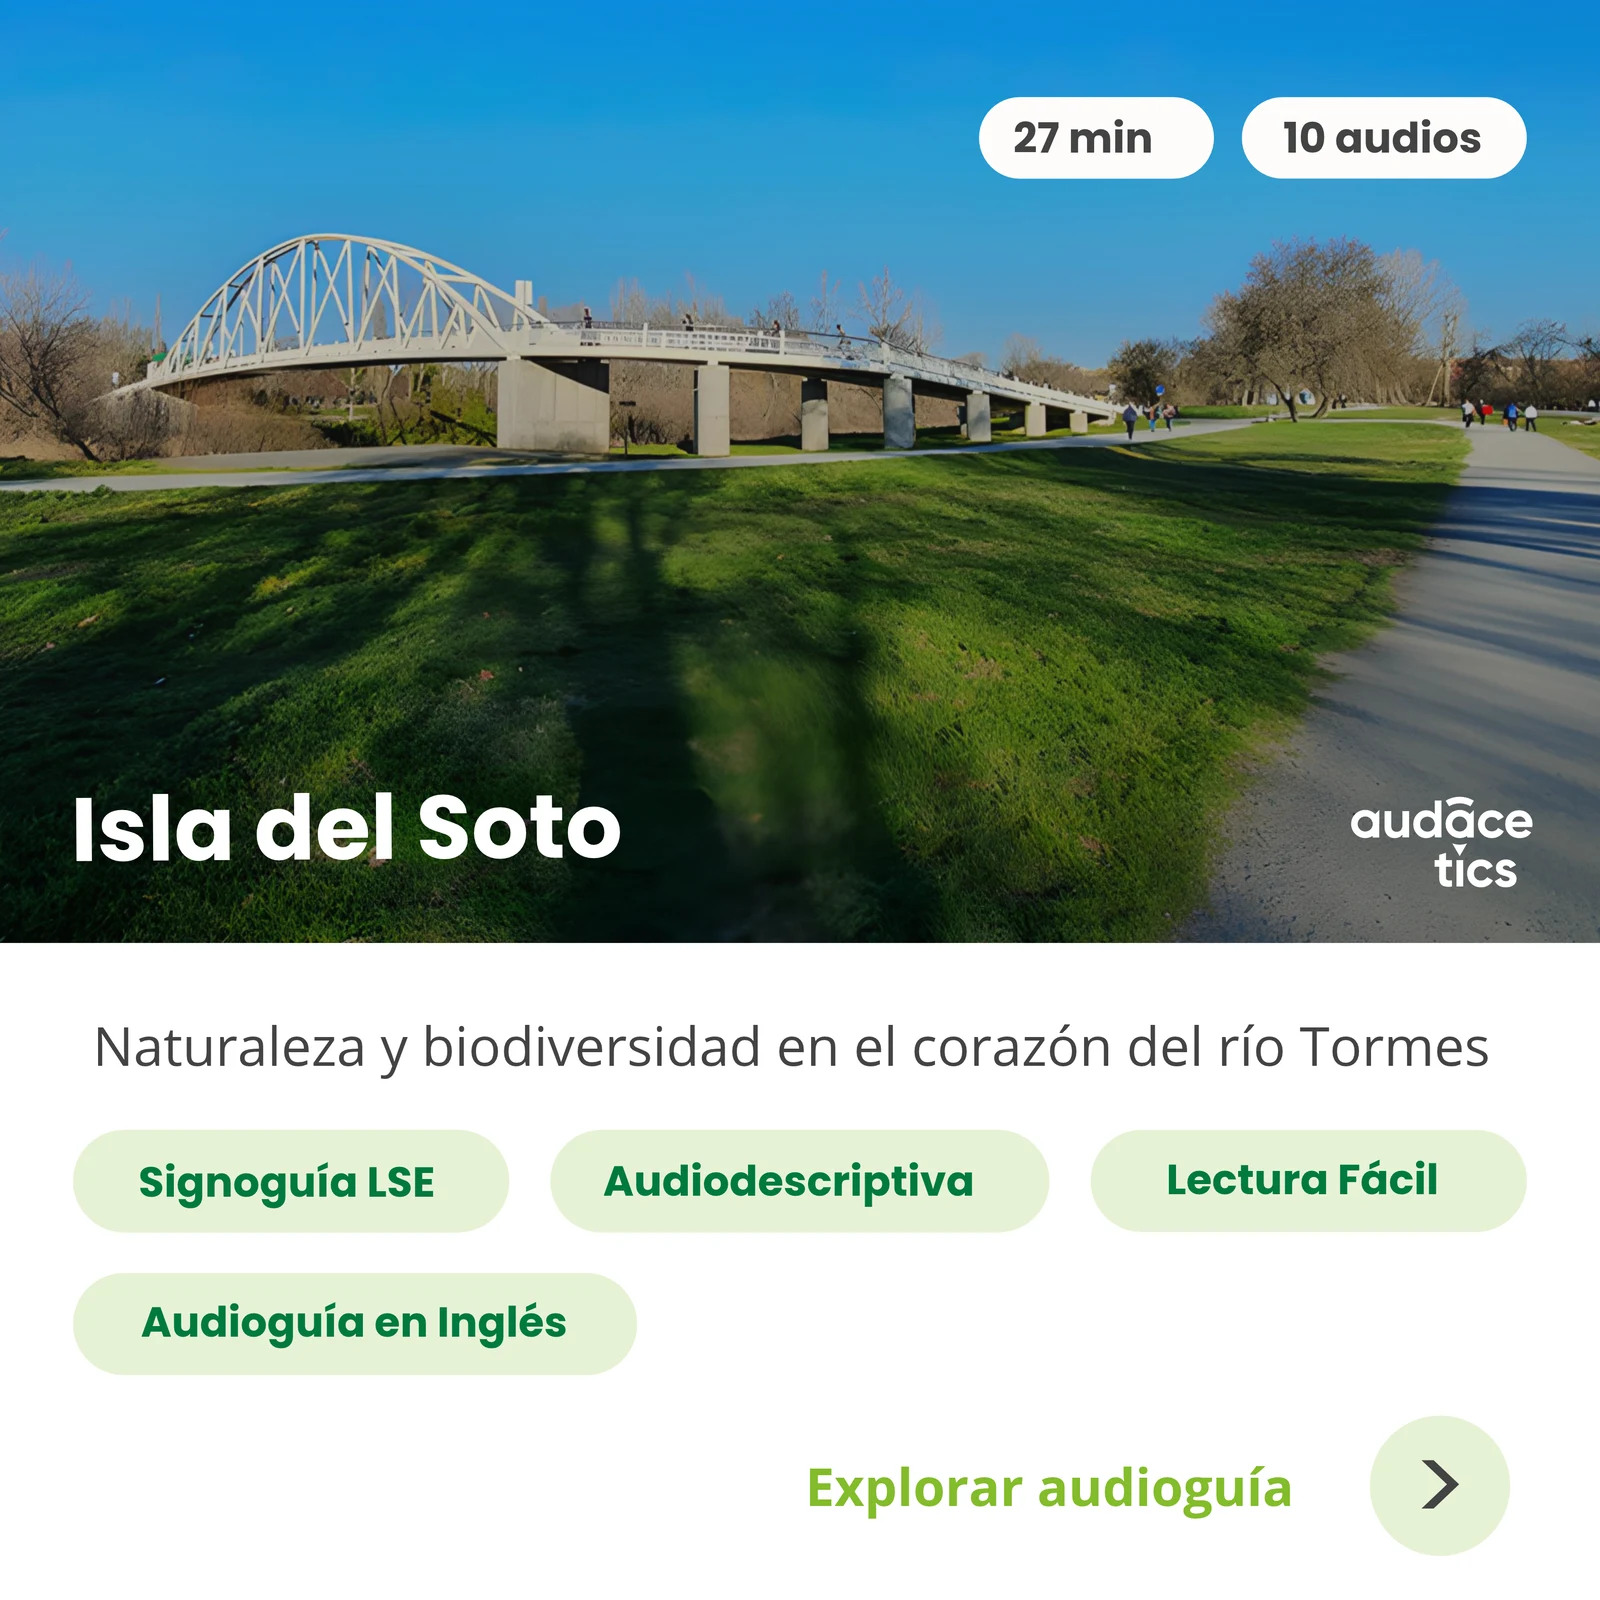 27 min
10 audios
Isla del Soto
audace
tics
Naturaleza y biodiversidad en el corazón del río Tormes
Signoguía LSE
Audiodescriptiva
Lectura Fácil
Audioguía en Inglés
Explorar audioguía